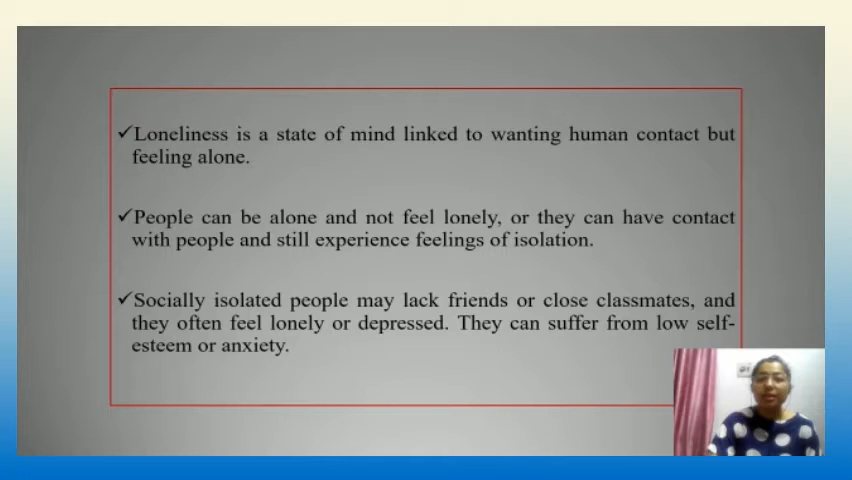 ✓Loneliness is a state of mind linked to wanting human contact but
feeling alone.
✓People can be alone and not feel lonely, or they can have contact
with people and still experience feelings of isolation.
✓Socially isolated people may lack friends or close classmates, and
they often feel lonely or depressed. They can suffer from low self-
esteem or anxiety.